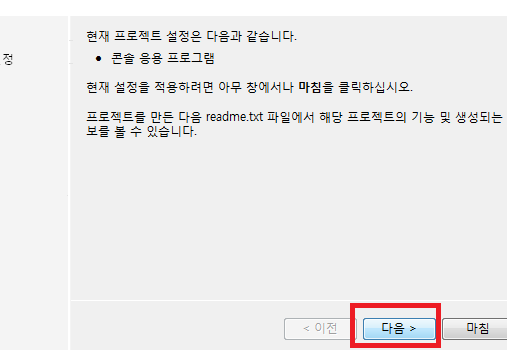 현재 프로젝트 설정은 다음과 같습니다.
정
● 콘솔 응용 프로그램
현재 설정을 적용하려면 아무 창에서나 마침을 클릭하십시오.
프로젝트를 만든 다음 readme.txt 파일에서 해당 프로젝트의 기능 및 생성되는
보를 볼 수 있습니다.
< 이전 다음 > 마침